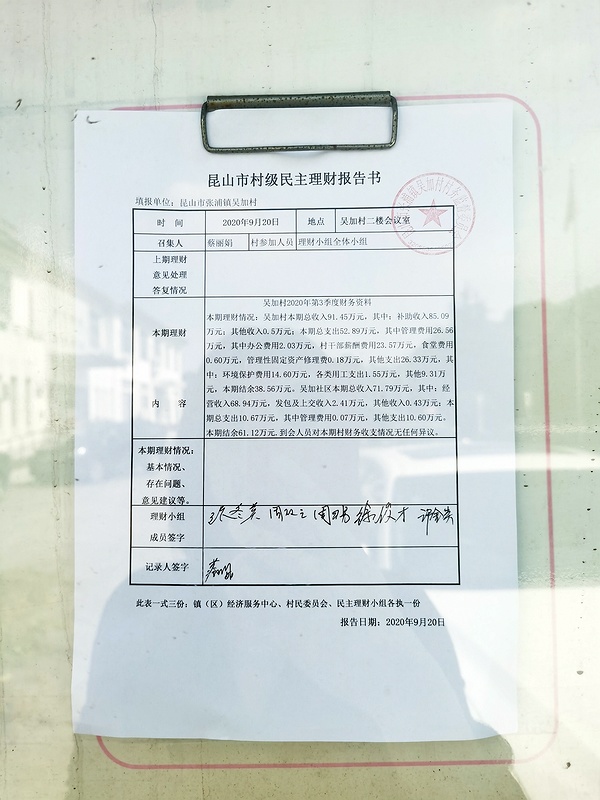 昆山市村级民主理财报告书
填报单位：昆山市张浦镇吴加村
时 间 2020年9月20日 地点 吴加村二楼会议室
召集人 蔡丽娟 村参加人员 理财小组全体小组
上期理财
意见处理
答复情况
吴加村2020年第3季度财务资料
本期理财
内 容
本期理财情况：吴加村本期总收入91.45万元，其中：补助收入85.09
万元；其他收入0.5万元；本期总支出52.89万元，其中管理费用26.56
万元，其中办公费用2.03万元，村干部薪酬费用23.57万元，食堂费用
0.60万元，管理性固定资产修理费0.18万元，其他支出26.33万元，其
中：环境保护费用14.60万元，各类用工支出1.55万元，其他9.31万
元，本期结余38.56万元。吴加社区本期总收入71.79万元，其中：经
营收入68.94万元，发包及上交收入2.41万元，其他收入0.43万元；本
期总支出10.67万元，其中管理费用0.07万元，其他支出10.60万元。
本期结余61.12万元.到会人员对本期村财务收支情况无任何异议。
本期理财情况：
基本情况、
存在问题、
意见建议等。
理财小组
成员签字
记录人签字
此表一式三份：镇（区）经济服务中心、村民委员会、民主理财小组各执一份
报告日期：2020年9月20日